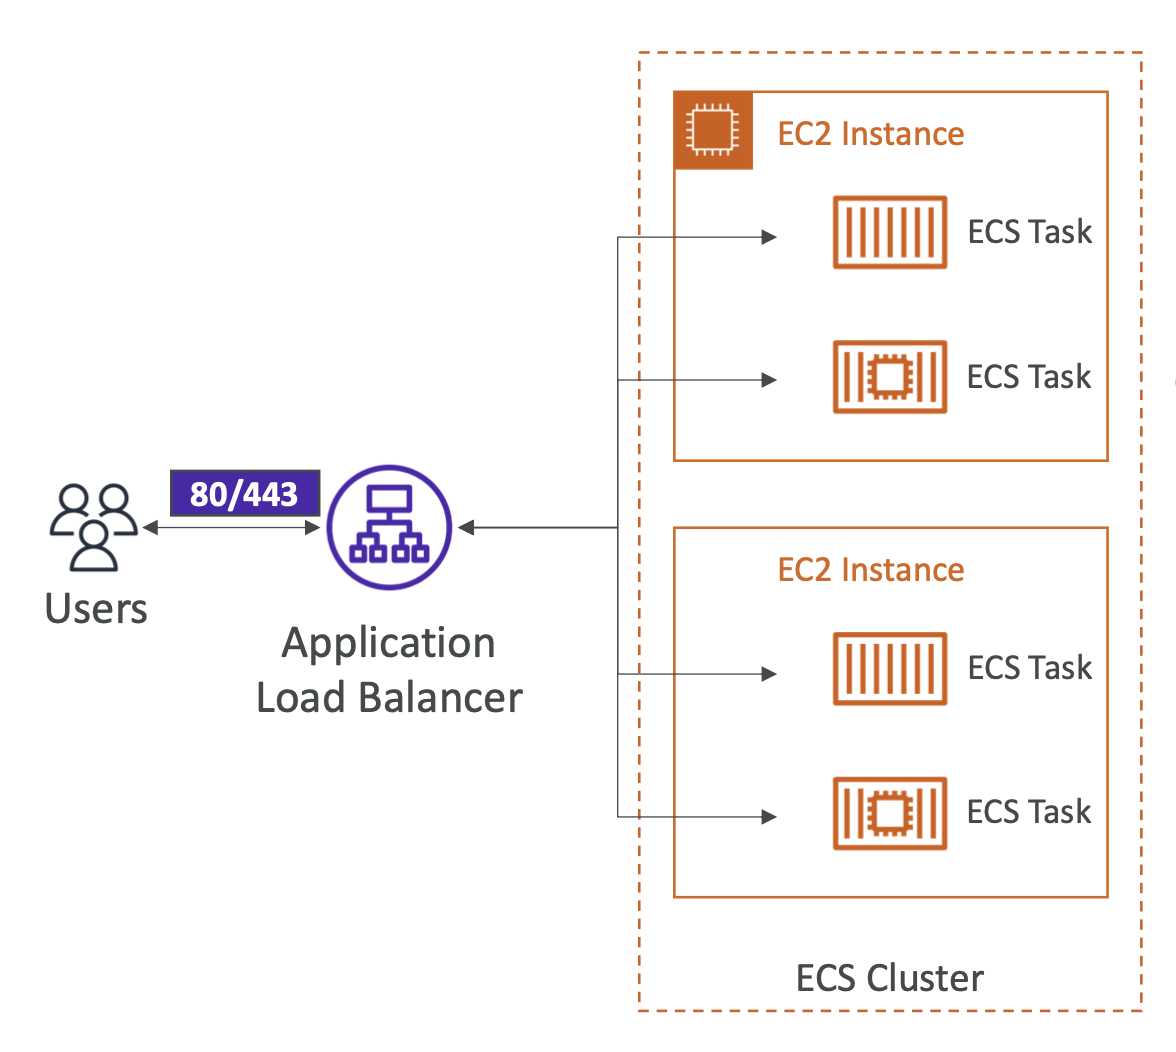 EC2 Instance
ECS Task
ECS Task
80/443
Users
Application
Load Balancer
EC2 Instance
ECS Task
ECS Task
ECS Cluster